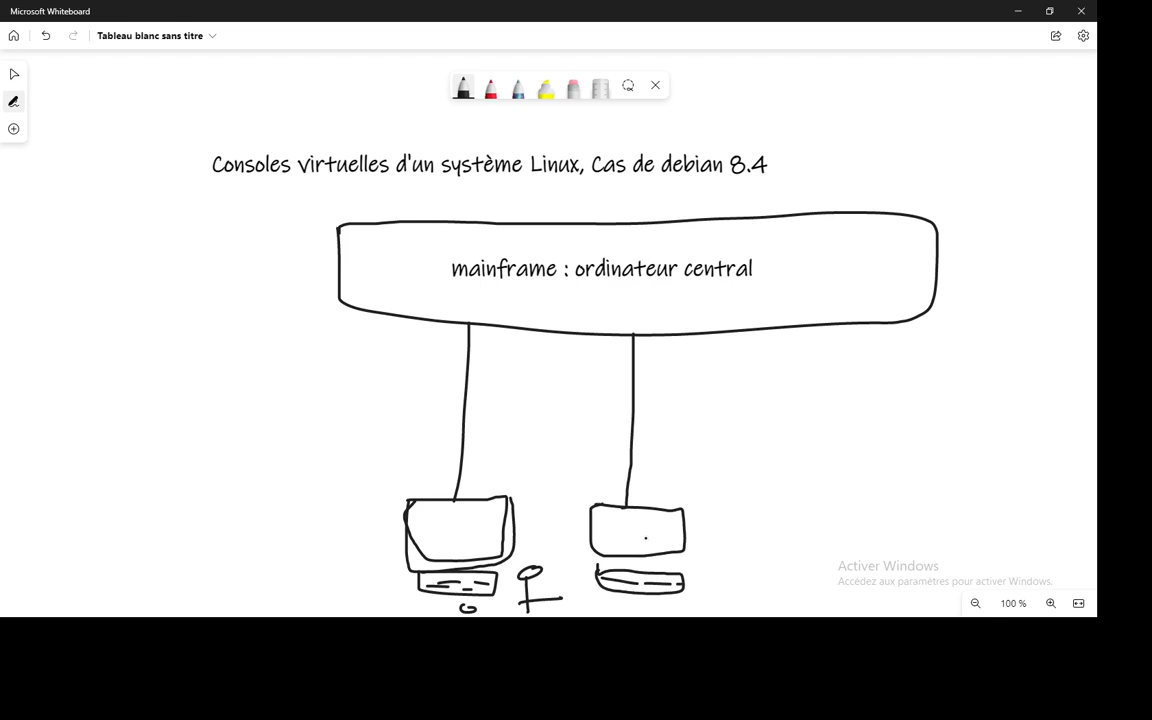 Microsoft Whiteboard
Tableau blanc sans titre
Consoles virtuelles d'un système Linux, Cas de debian 8.4
mainframe : ordinateur central
Activer Windows
Accédez aux paramètres pour activer Windows.
100 %